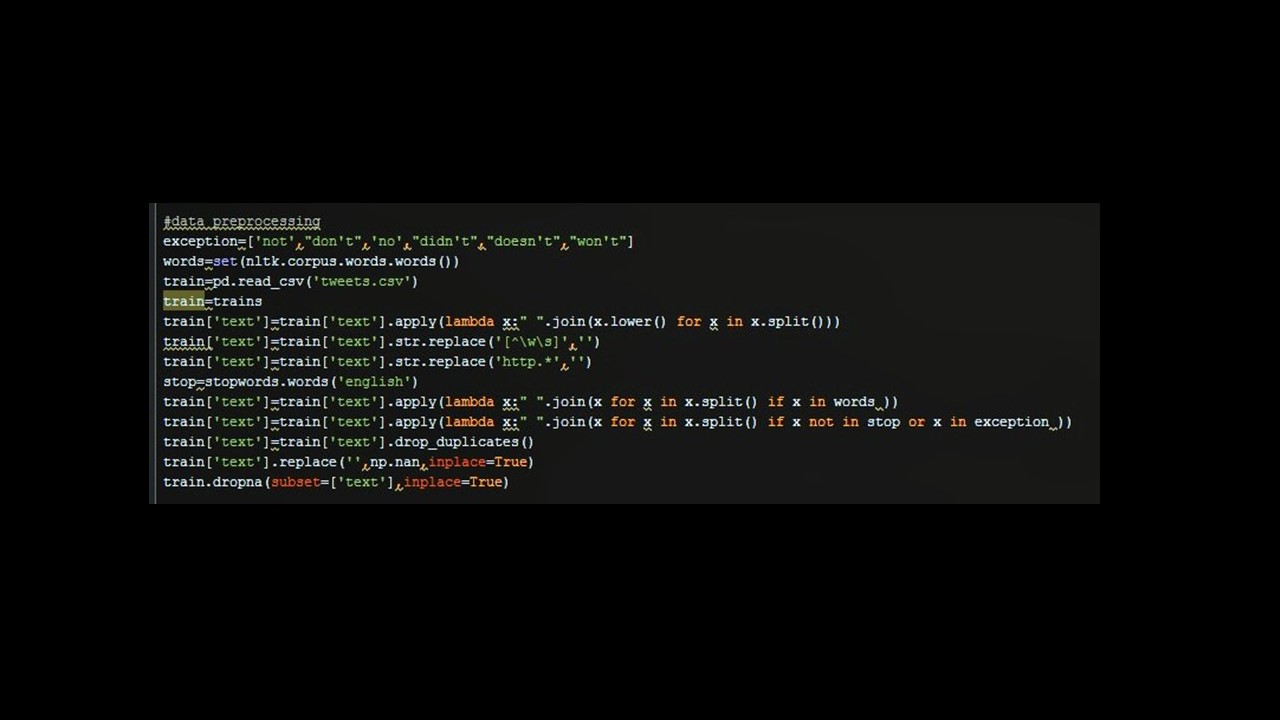 #data preprocessing
exception=['not',"don't",'no',"didn't","doesn't","won't"]
words=set(nltk.corpus.words.words())
train=pd.read_csv('tweets.csv')
train=trains
train['text']=train['text'].apply(lambda x:" ".join(x.lower() for x in x.split()))
train['text']=train['text'].str.replace('[^\w\s]','')
train['text']=train['text'].str.replace('http.*','')
stop=stopwords.words('english')
train['text']=train['text'].apply(lambda x:" ".join(x for x in x.split() if x in words ))
train['text']=train['text'].apply(lambda x:" ".join(x for x in x.split() if x not in stop or x in exception ))
train['text']=train['text'].drop_duplicates()
train['text'].replace('',np.nan,inplace=True)
train.dropna(subset=['text'],inplace=True)